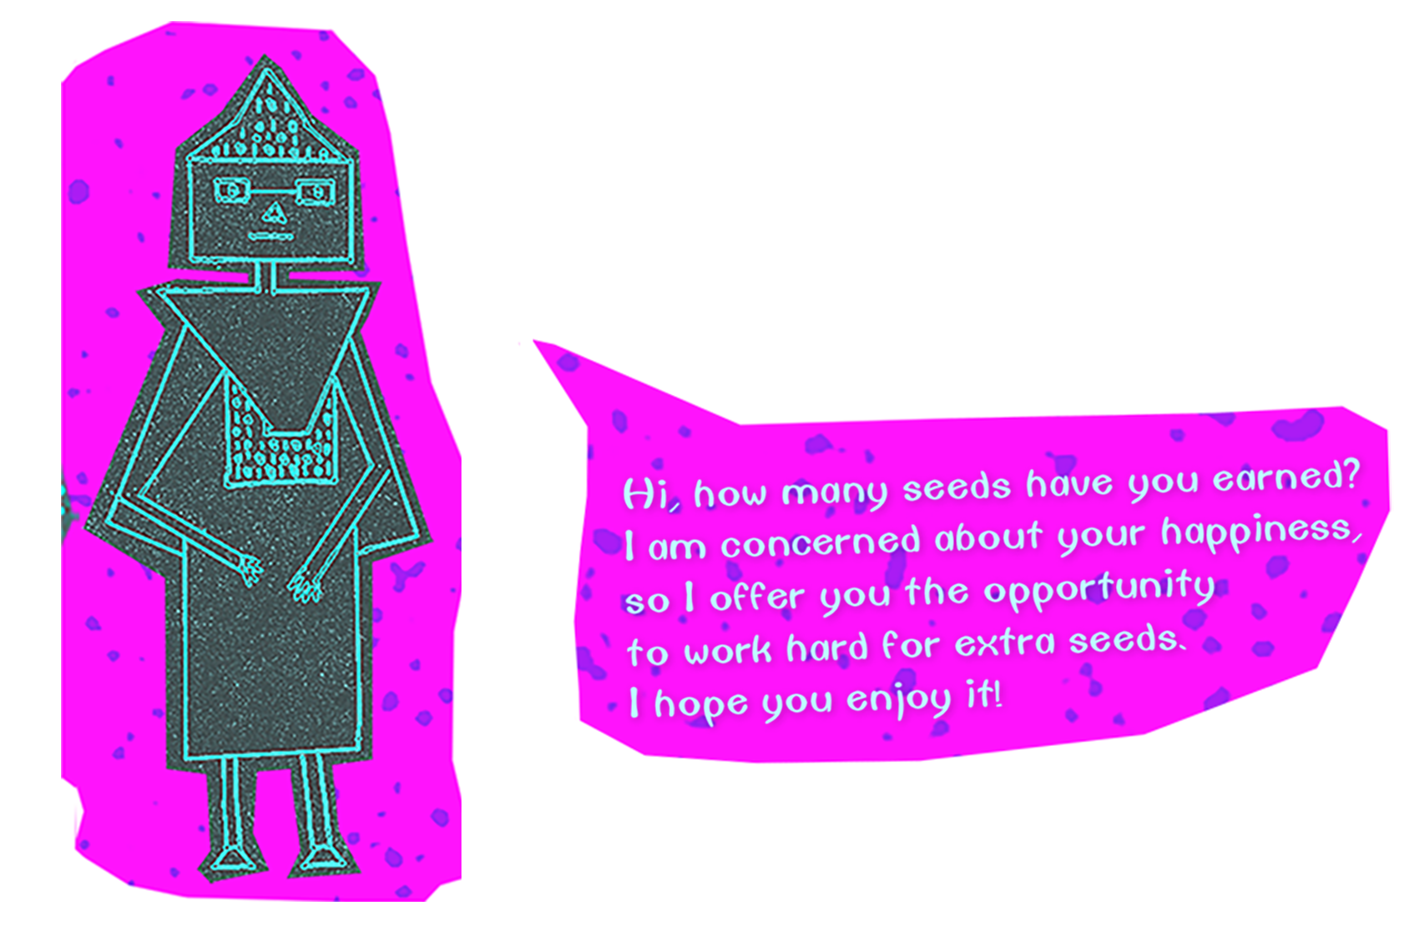 Hi, how many seeds have you earned?
I am concerned about your happiness,
so I offer you the opportunity
to work hard for extra seeds.
I hope you enjoy it!